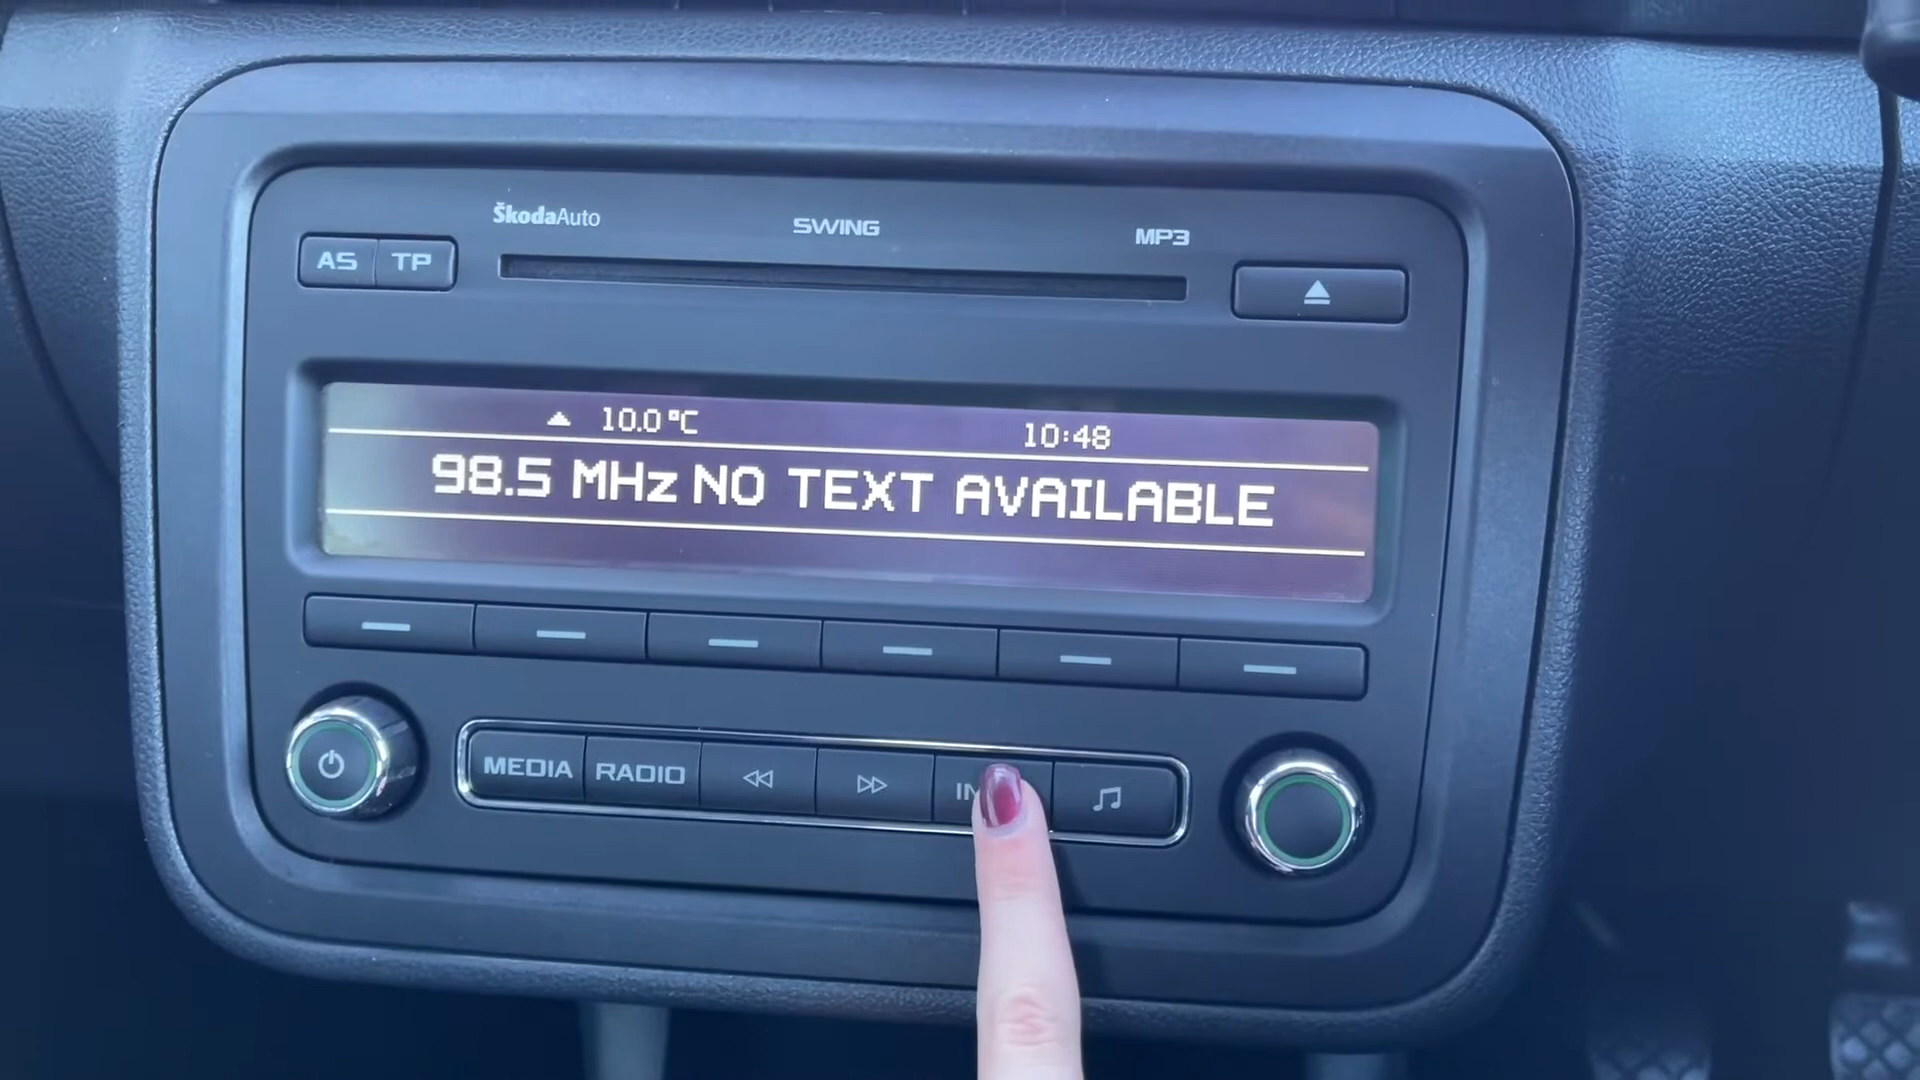 ŠkodaAuto
SWING
MP3
AS TP
10.0 °C 10:48
98.5 MHz NO TEXT AVAILABLE
MEDIA RADIO